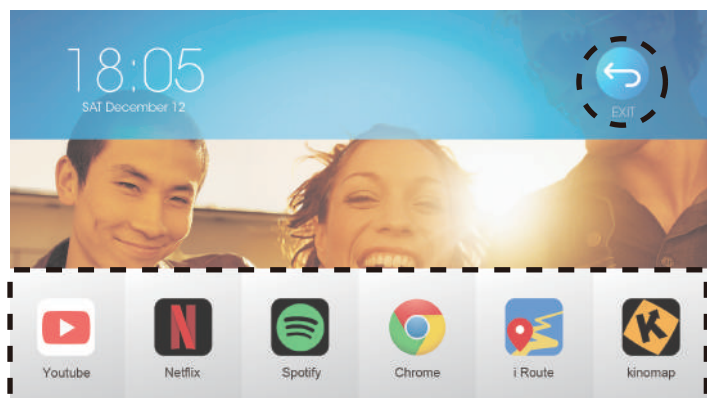 18:05
SAT December 12
EXIT
Youtube
Netflix
Spotify
Chrome
i Route
kinomap